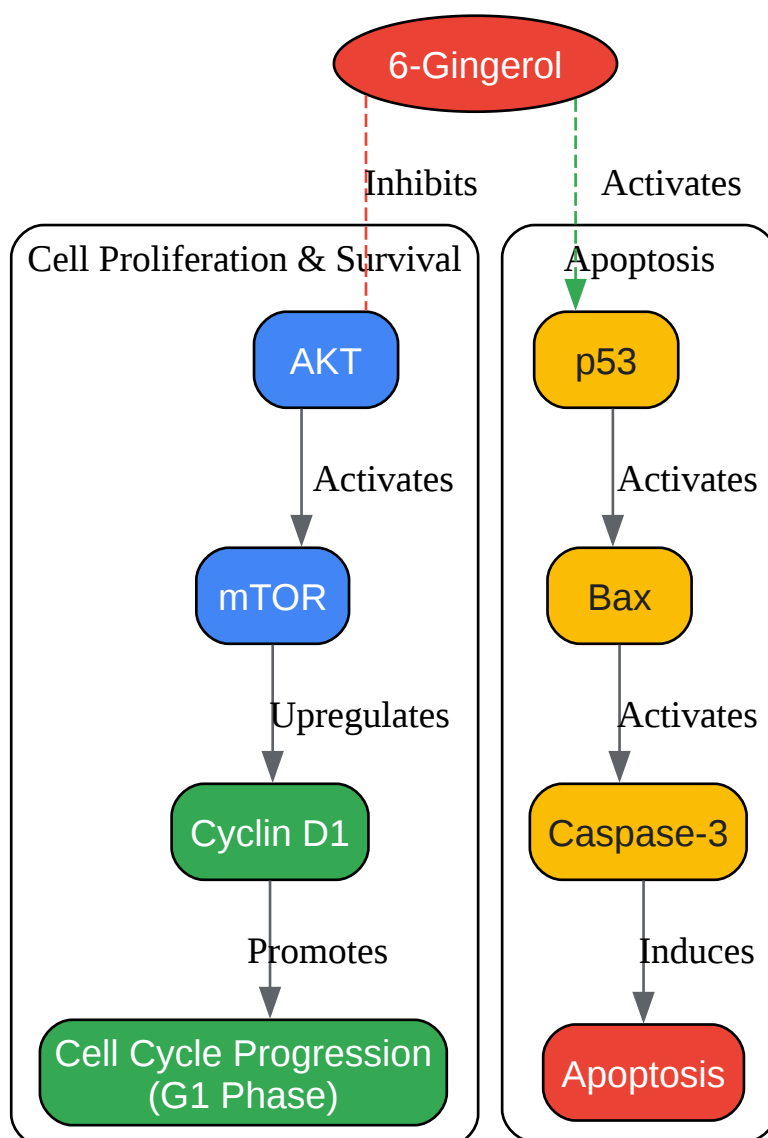 6-Gingerol
Inhibits
Activates
Cell Proliferation & Survival
Apoptosis
AKT
p53
Activates
Activates
mTOR
Bax
Upregulates
Activates
Cyclin D1
Caspase-3
Promotes
Induces
Cell Cycle Progression
(G1 Phase)
Apoptosis